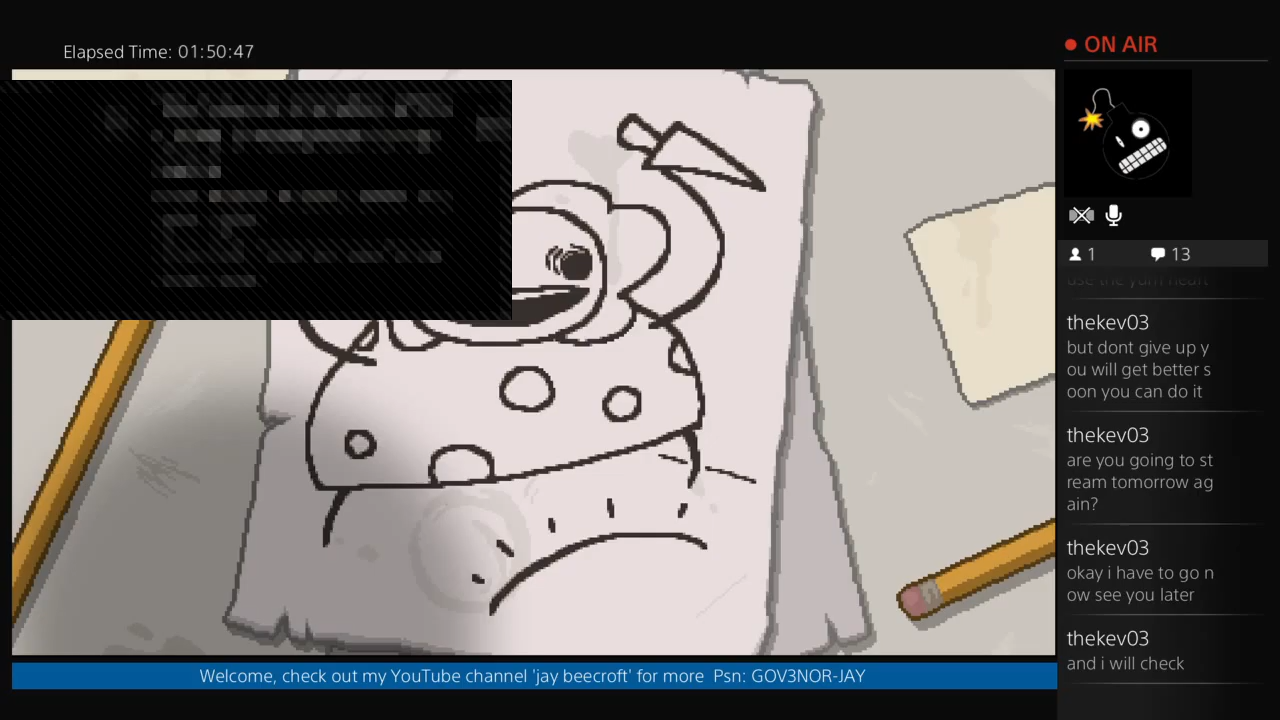 Elapsed Time: 01:50:47
ON AIR
1 13
thekev03
but dont give up y
ou will get better s
oon you can do it
thekev03
are you going to st
ream tomorrow ag
ain?
thekev03
okay i have to go n
ow see you later
thekev03
and i will check
Welcome, check out my YouTube channel 'jay beecroft' for more Psn: GOV3NOR-JAY